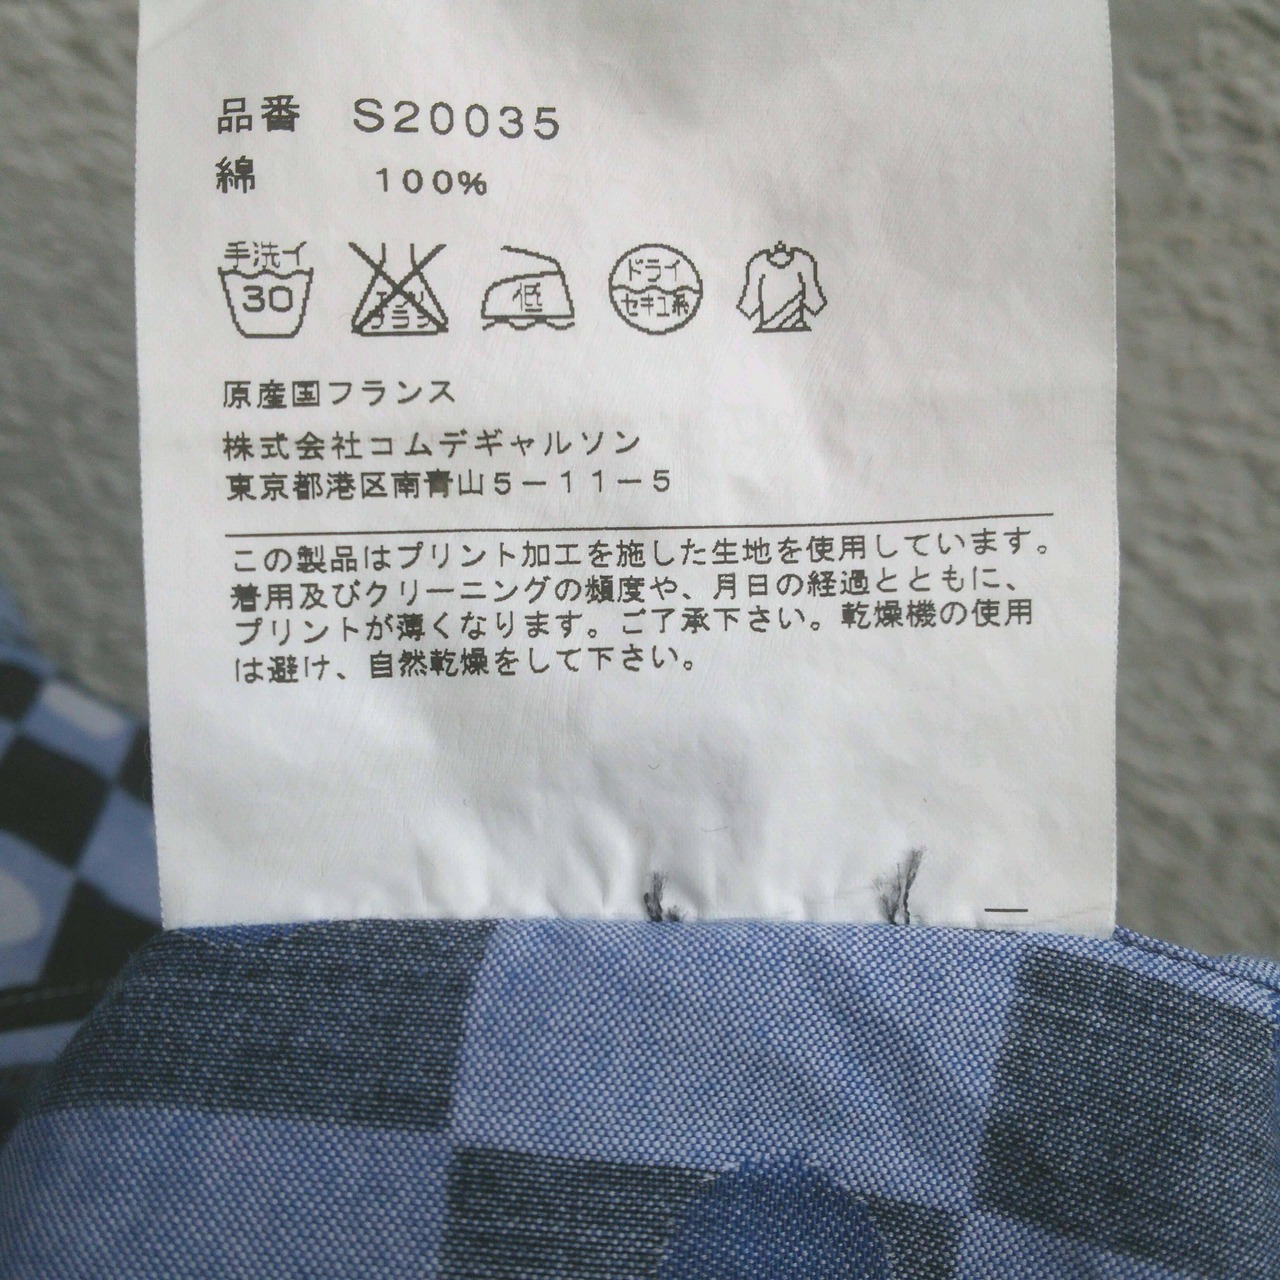 品番 S20035
綿 100%
手洗イ
30
エンソ
フラシ
低
ドライ
セキユ系
原産国フランス
株式会社コムデギャルソン
東京都港区南青山5-11-5
この製品はプリント加工を施した生地を使用しています。
着用及びクリーニングの頻度や、月日の経過とともに、
プリントが薄くなります。ご了承下さい。乾燥機の使用
は避け、自然乾燥をして下さい。